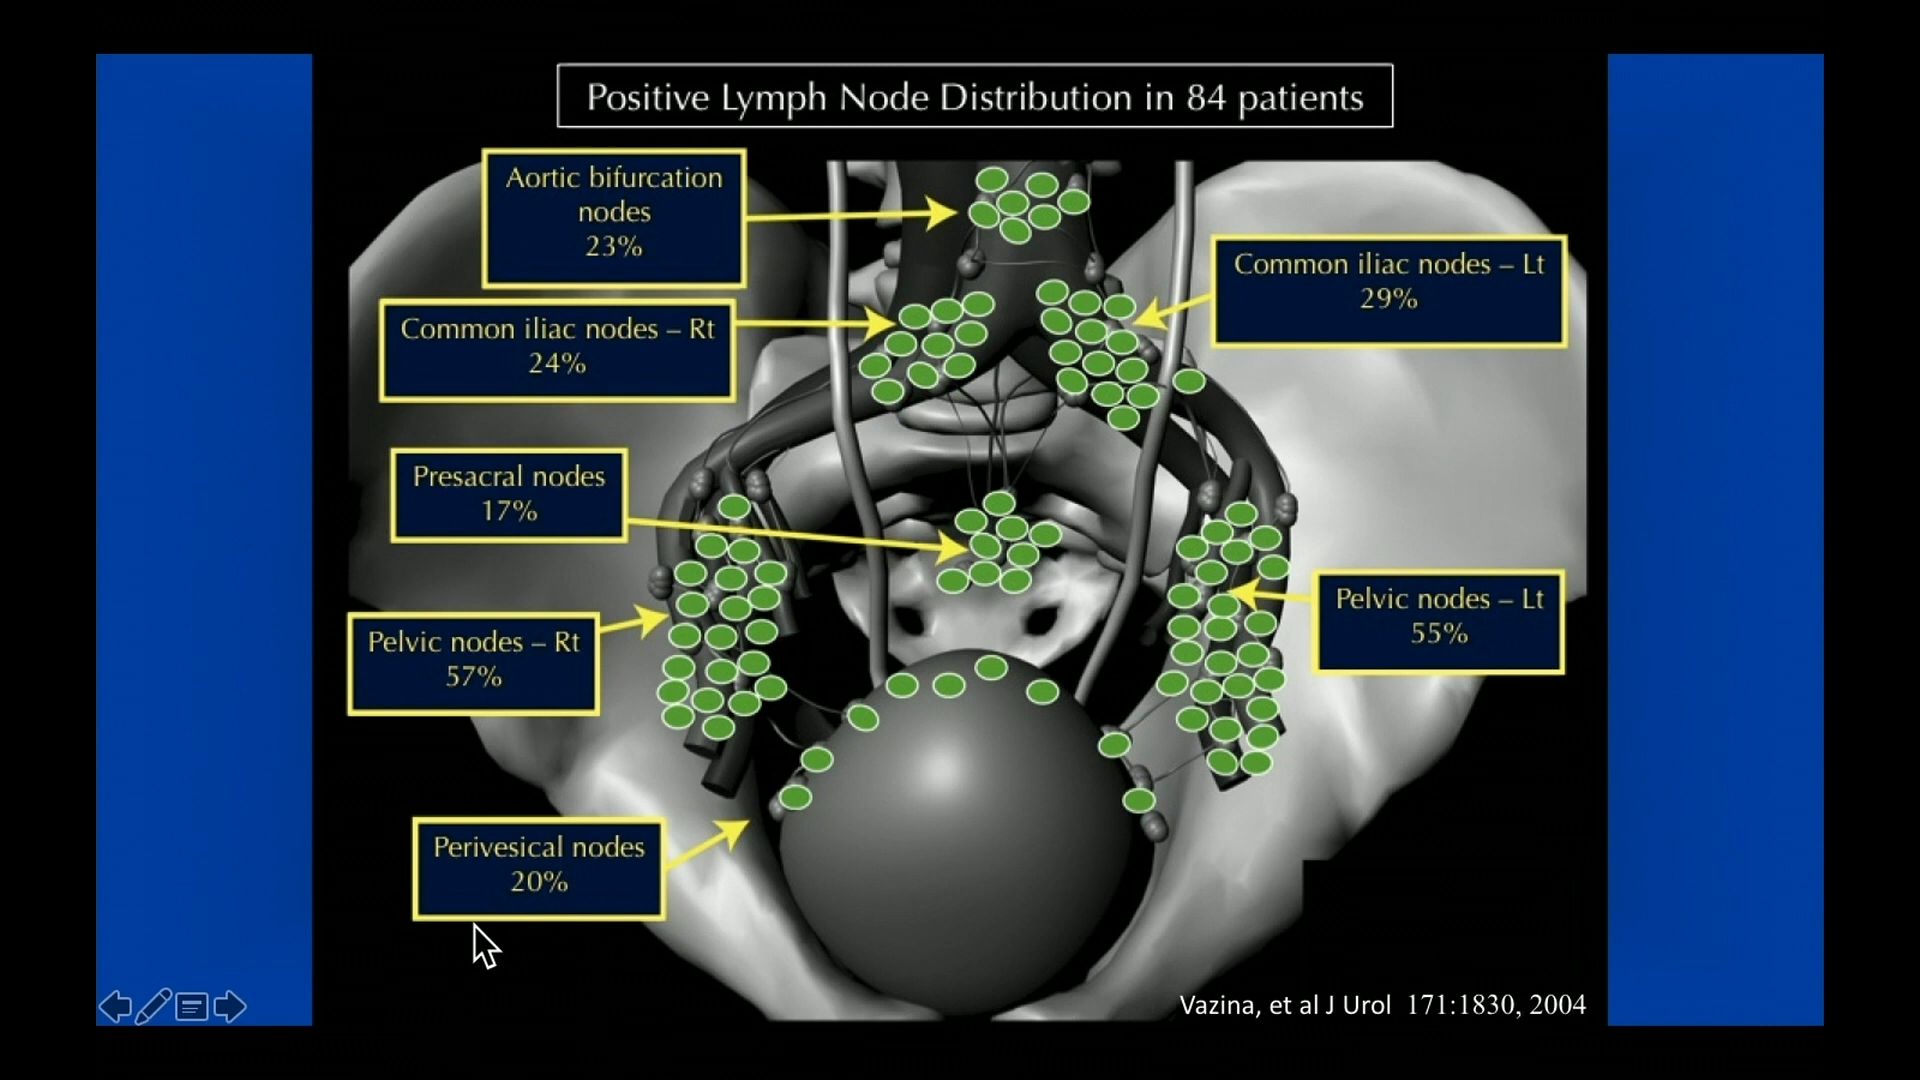 Positive Lymph Node Distribution in 84 patients
Aortic bifurcation
nodes
23%
Common iliac nodes – Lt
29%
Common iliac nodes – Rt
24%
Presacral nodes
17%
Pelvic nodes – Lt
55%
Pelvic nodes – Rt
57%
Perivesical nodes
20%
Vazina, et al J Urol 171:1830, 2004